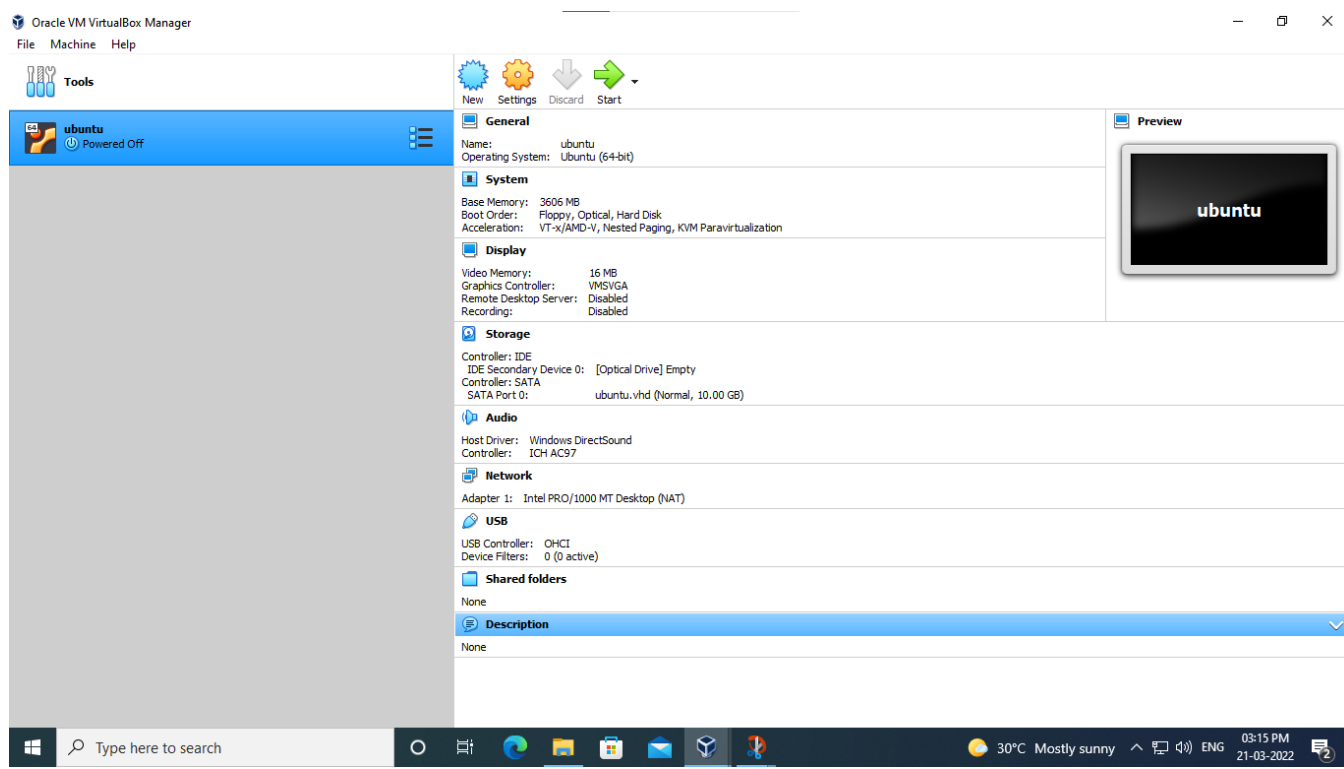 Oracle VM VirtualBox Manager
File Machine Help
Tools
New Settings Discard Start
64
ubuntu
Powered Off
General
Name: ubuntu
Operating System: Ubuntu (64-bit)
Preview
ubuntu
System
Base Memory: 3606 MB
Boot Order: Floppy, Optical, Hard Disk
Acceleration: VT-x/AMD-V, Nested Paging, KVM Paravirtualization
Display
Video Memory: 16 MB
Graphics Controller: VMSVGA
Remote Desktop Server: Disabled
Recording: Disabled
Storage
Controller: IDE
IDE Secondary Device 0: [Optical Drive] Empty
Controller: SATA
SATA Port 0: ubuntu.vhd (Normal, 10.00 GB)
Audio
Host Driver: Windows DirectSound
Controller: ICH AC97
Network
Adapter 1: Intel PRO/1000 MT Desktop (NAT)
USB
USB Controller: OHCI
Device Filters: 0 (0 active)
Shared folders
None
Description
None
Type here to search
30°C Mostly sunny
ENG
03:15 PM
21-03-2022
2